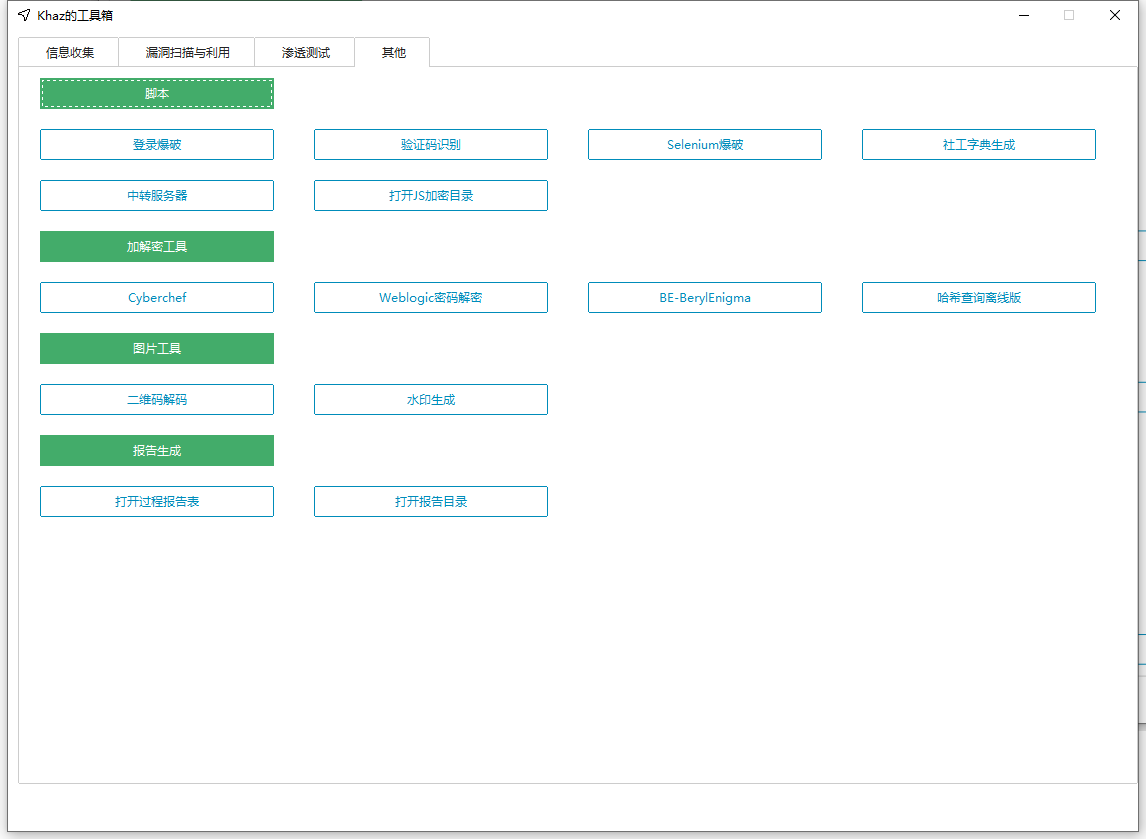 Khaz的工具箱
信息收集 漏洞扫描与利用 渗透测试 其他
脚本
登录爆破 验证码识别 Selenium爆破 社工字典生成
中转服务器 打开JS加密目录
加解密工具
Cyberchef Weblogic密码解密 BE-BerylEnigma 哈希查询离线版
图片工具
二维码解码 水印生成
报告生成
打开过程报告表 打开报告目录